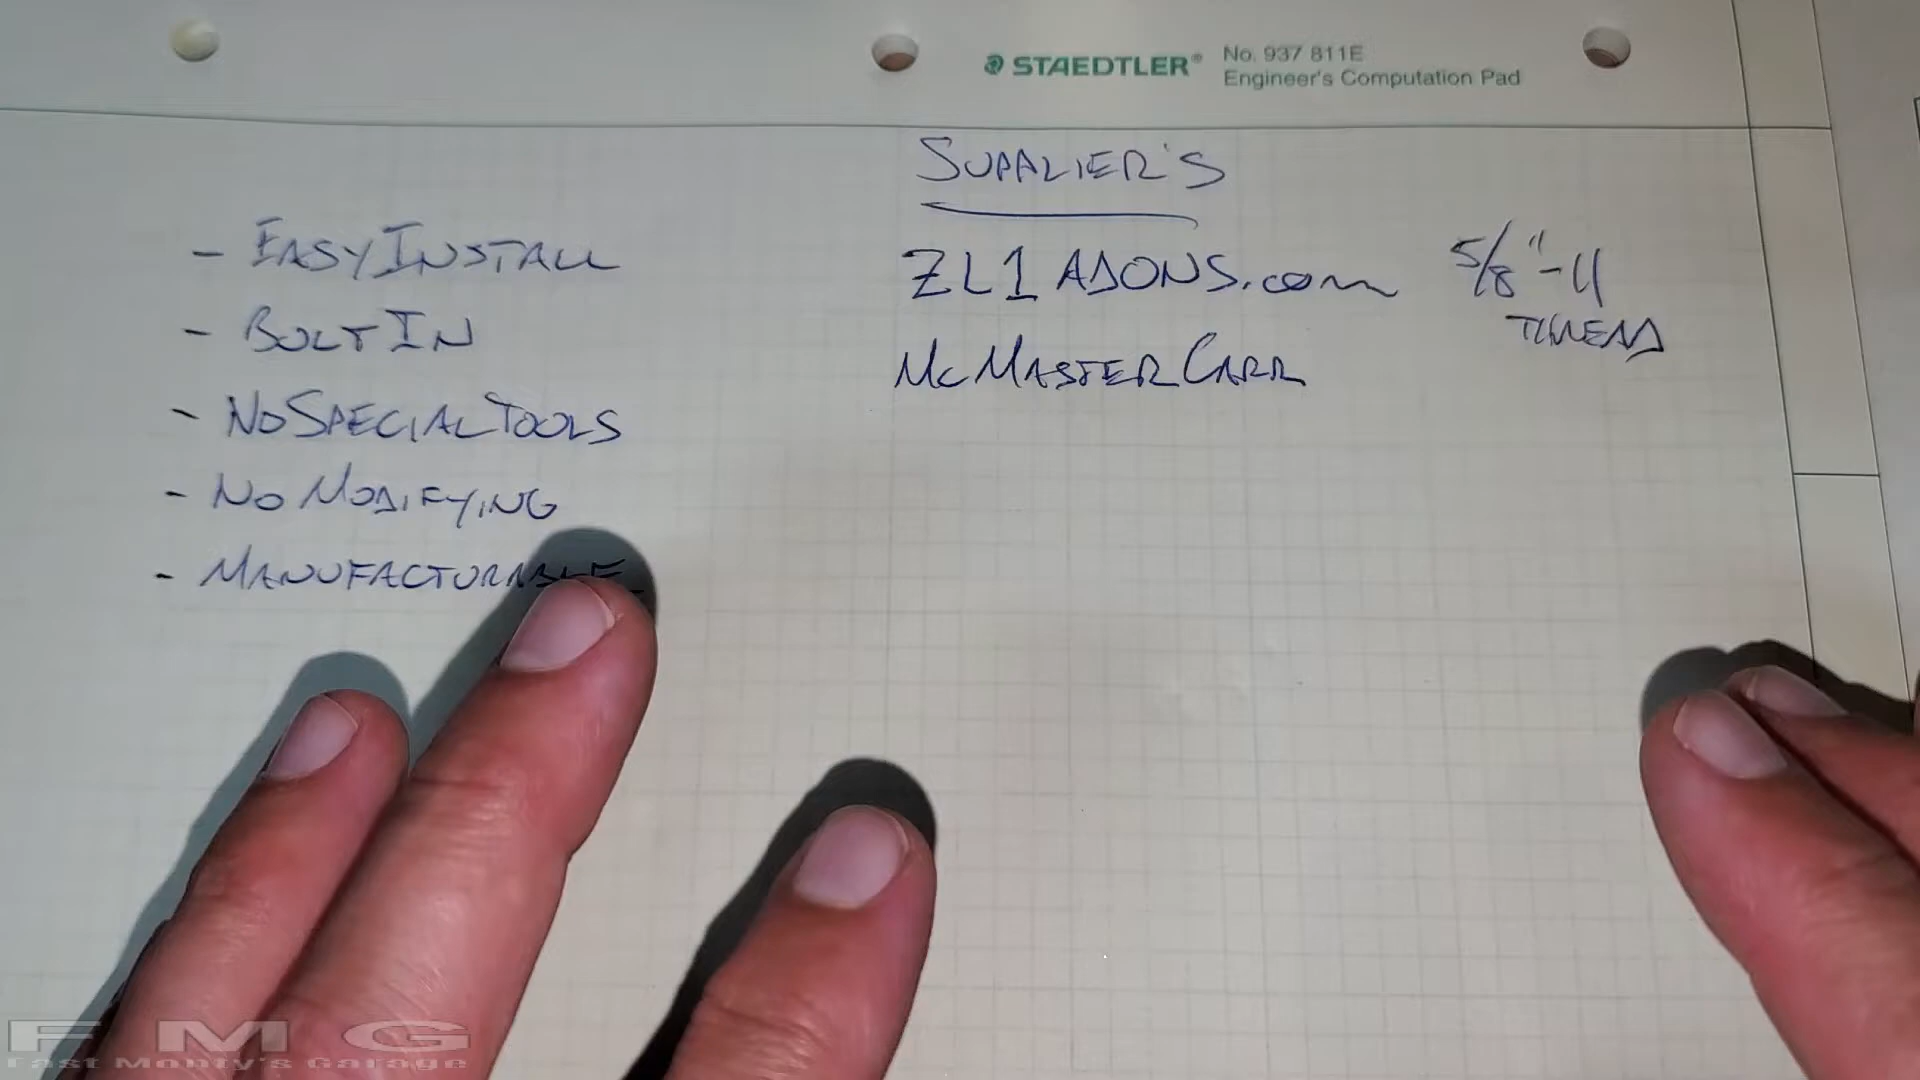 STAEDTLER®
No. 937 811E
Engineer's Computation Pad
SUPPLIER'S
- EASY INSTALL
- BOLT IN
- NO SPECIAL TOOLS
- NO MODIFYING
- MANUFACTURABLE
ZL1 ADDONS.com
5/8"-11
THREAD
MCMASTER CARR
FMG
Fast Monty's Garage